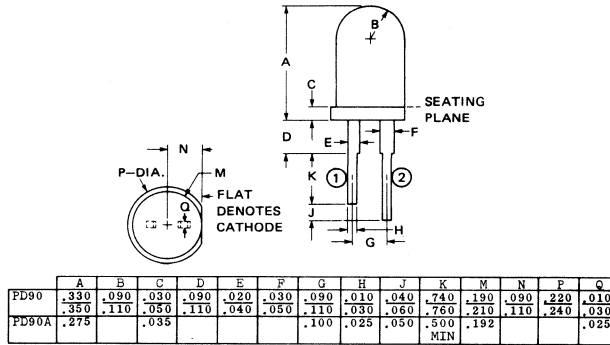 B
A
C
SEATING
PLANE
D
E
F
N
P-DIA.
M
K
1
2
FLAT
DENOTES
CATHODE
Q
J
H
G
A B C D E F G H J K M N P Q
PD90 .330 .090 .030 .090 .020 .030 .090 .010 .040 .740 .190 .090 .220 .010
.350 .110 .050 .110 .040 .050 .110 .030 .060 .760 .210 .110 .240 .030
PD90A .275 .035 .100 .025 .050 .500 .192 .025
MIN